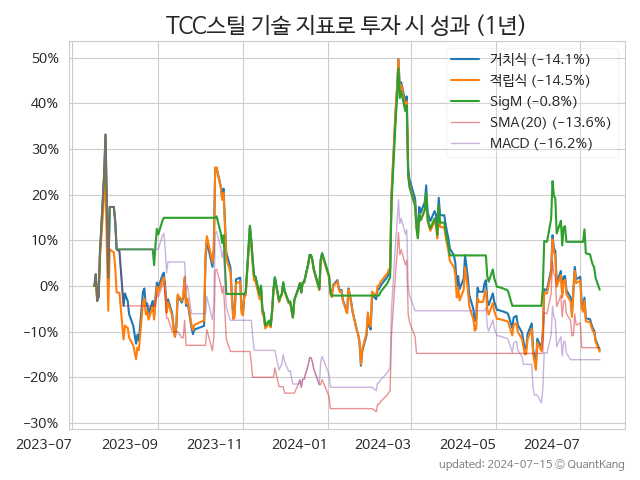 TCC스틸 기술 지표로 투자 시 성과 (1년)
거치식 (−14.1%)
적립식 (−14.5%)
SigM (−0.8%)
SMA(20) (−13.6%)
MACD (−16.2%)
50%
40%
30%
20%
10%
0%
−10%
−20%
−30%
2023-07 2023-09 2023-11 2024-01 2024-03 2024-05 2024-07
updated: 2024-07-15 © QuantKang